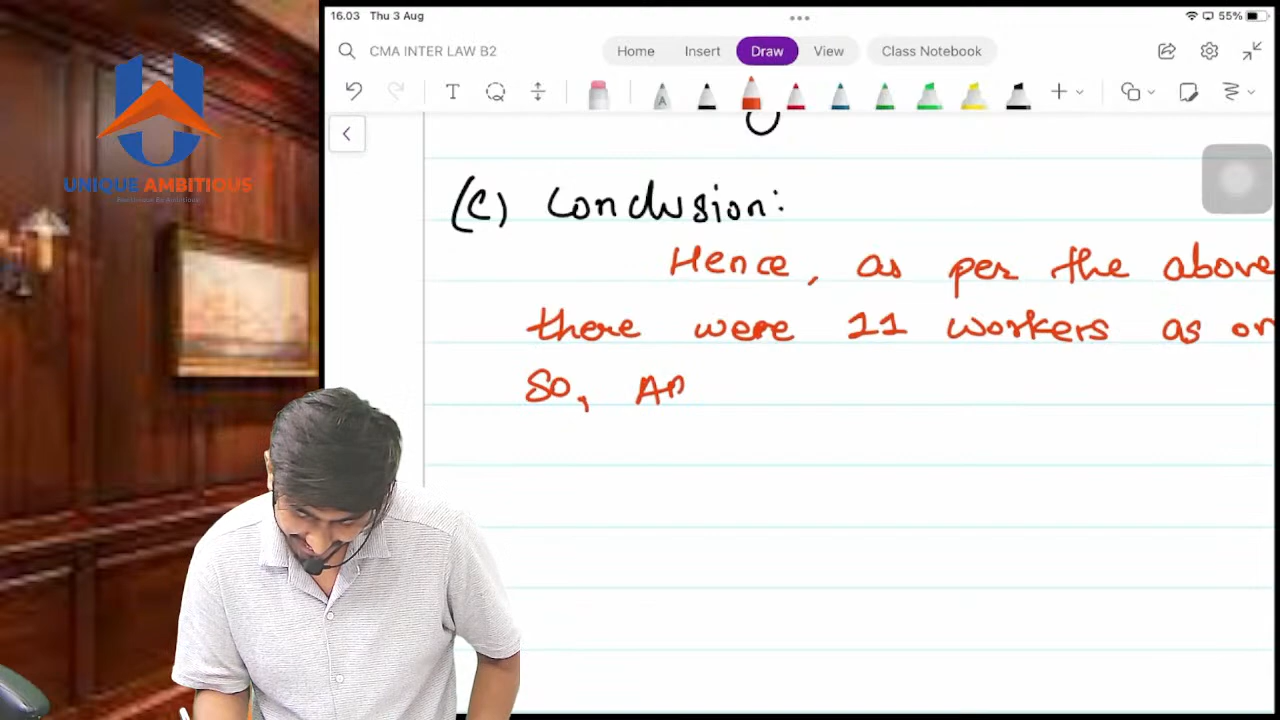 16.03 Thu 3 Aug
55%
CMA INTER LAW B2
Home Insert Draw View Class Notebook
UNIQUE AMBITIOUS
(C) Conclusion:
Hence, as per the above
there were 11 workers as on
So, An